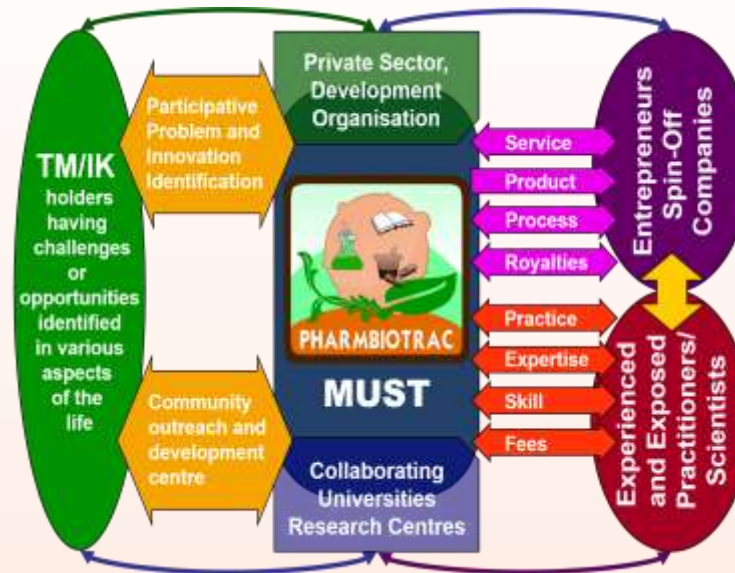 TM/IK
holders
having
challenges
or
opportunities
identified
in various
aspects
of the
life
Participative
Problem and
Innovation
Identification
Community
outreach and
development
centre
Private Sector,
Development
Organisation
PHARMBIOTRAC
MUST
Collaborating
Universities
Research Centres
Service
Product
Process
Royalties
Practice
Expertise
Skill
Fees
Entrepreneurs
Spin-Off
Companies
Experienced
and Exposed
Practitioners/
Scientists